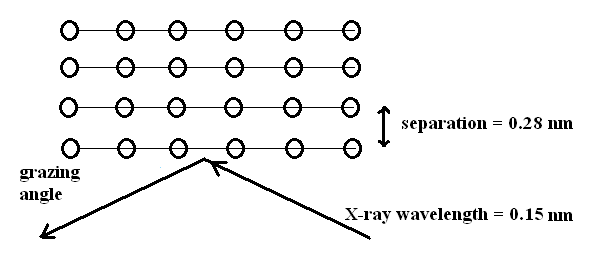 separation = 0.28 nm
grazing
angle
X-ray wavelength = 0.15 nm